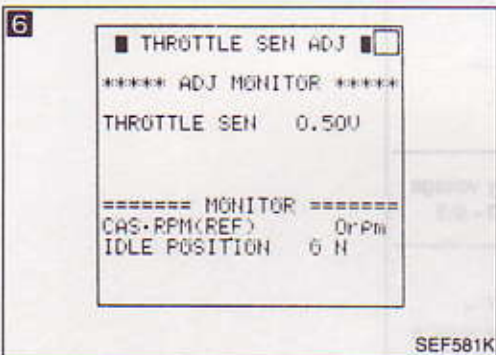 6
■ THROTTLE SEN ADJ ■
***** ADJ MONITOR *****
THROTTLE SEN 0.50V
======= MONITOR =======
CAS•RPM(REF) 0rpm
IDLE POSITION O N
SEF581K